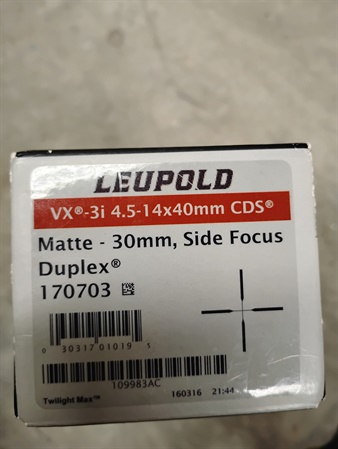 LEUPOLD
VX®-3i 4.5-14x40mm CDS®
Matte - 30mm, Side Focus
Duplex®
170703
0 30317 01019 5
109983AC
Twilight Max™ 160316 21:44